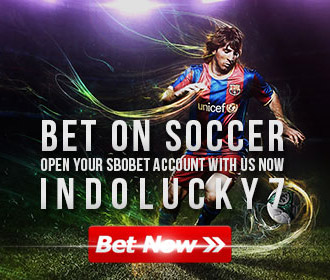 unicef
BET ON SOCCER
OPEN YOUR SBOBET ACCOUNT WITH US NOW
INDOLUCKY7
Bet Now >>